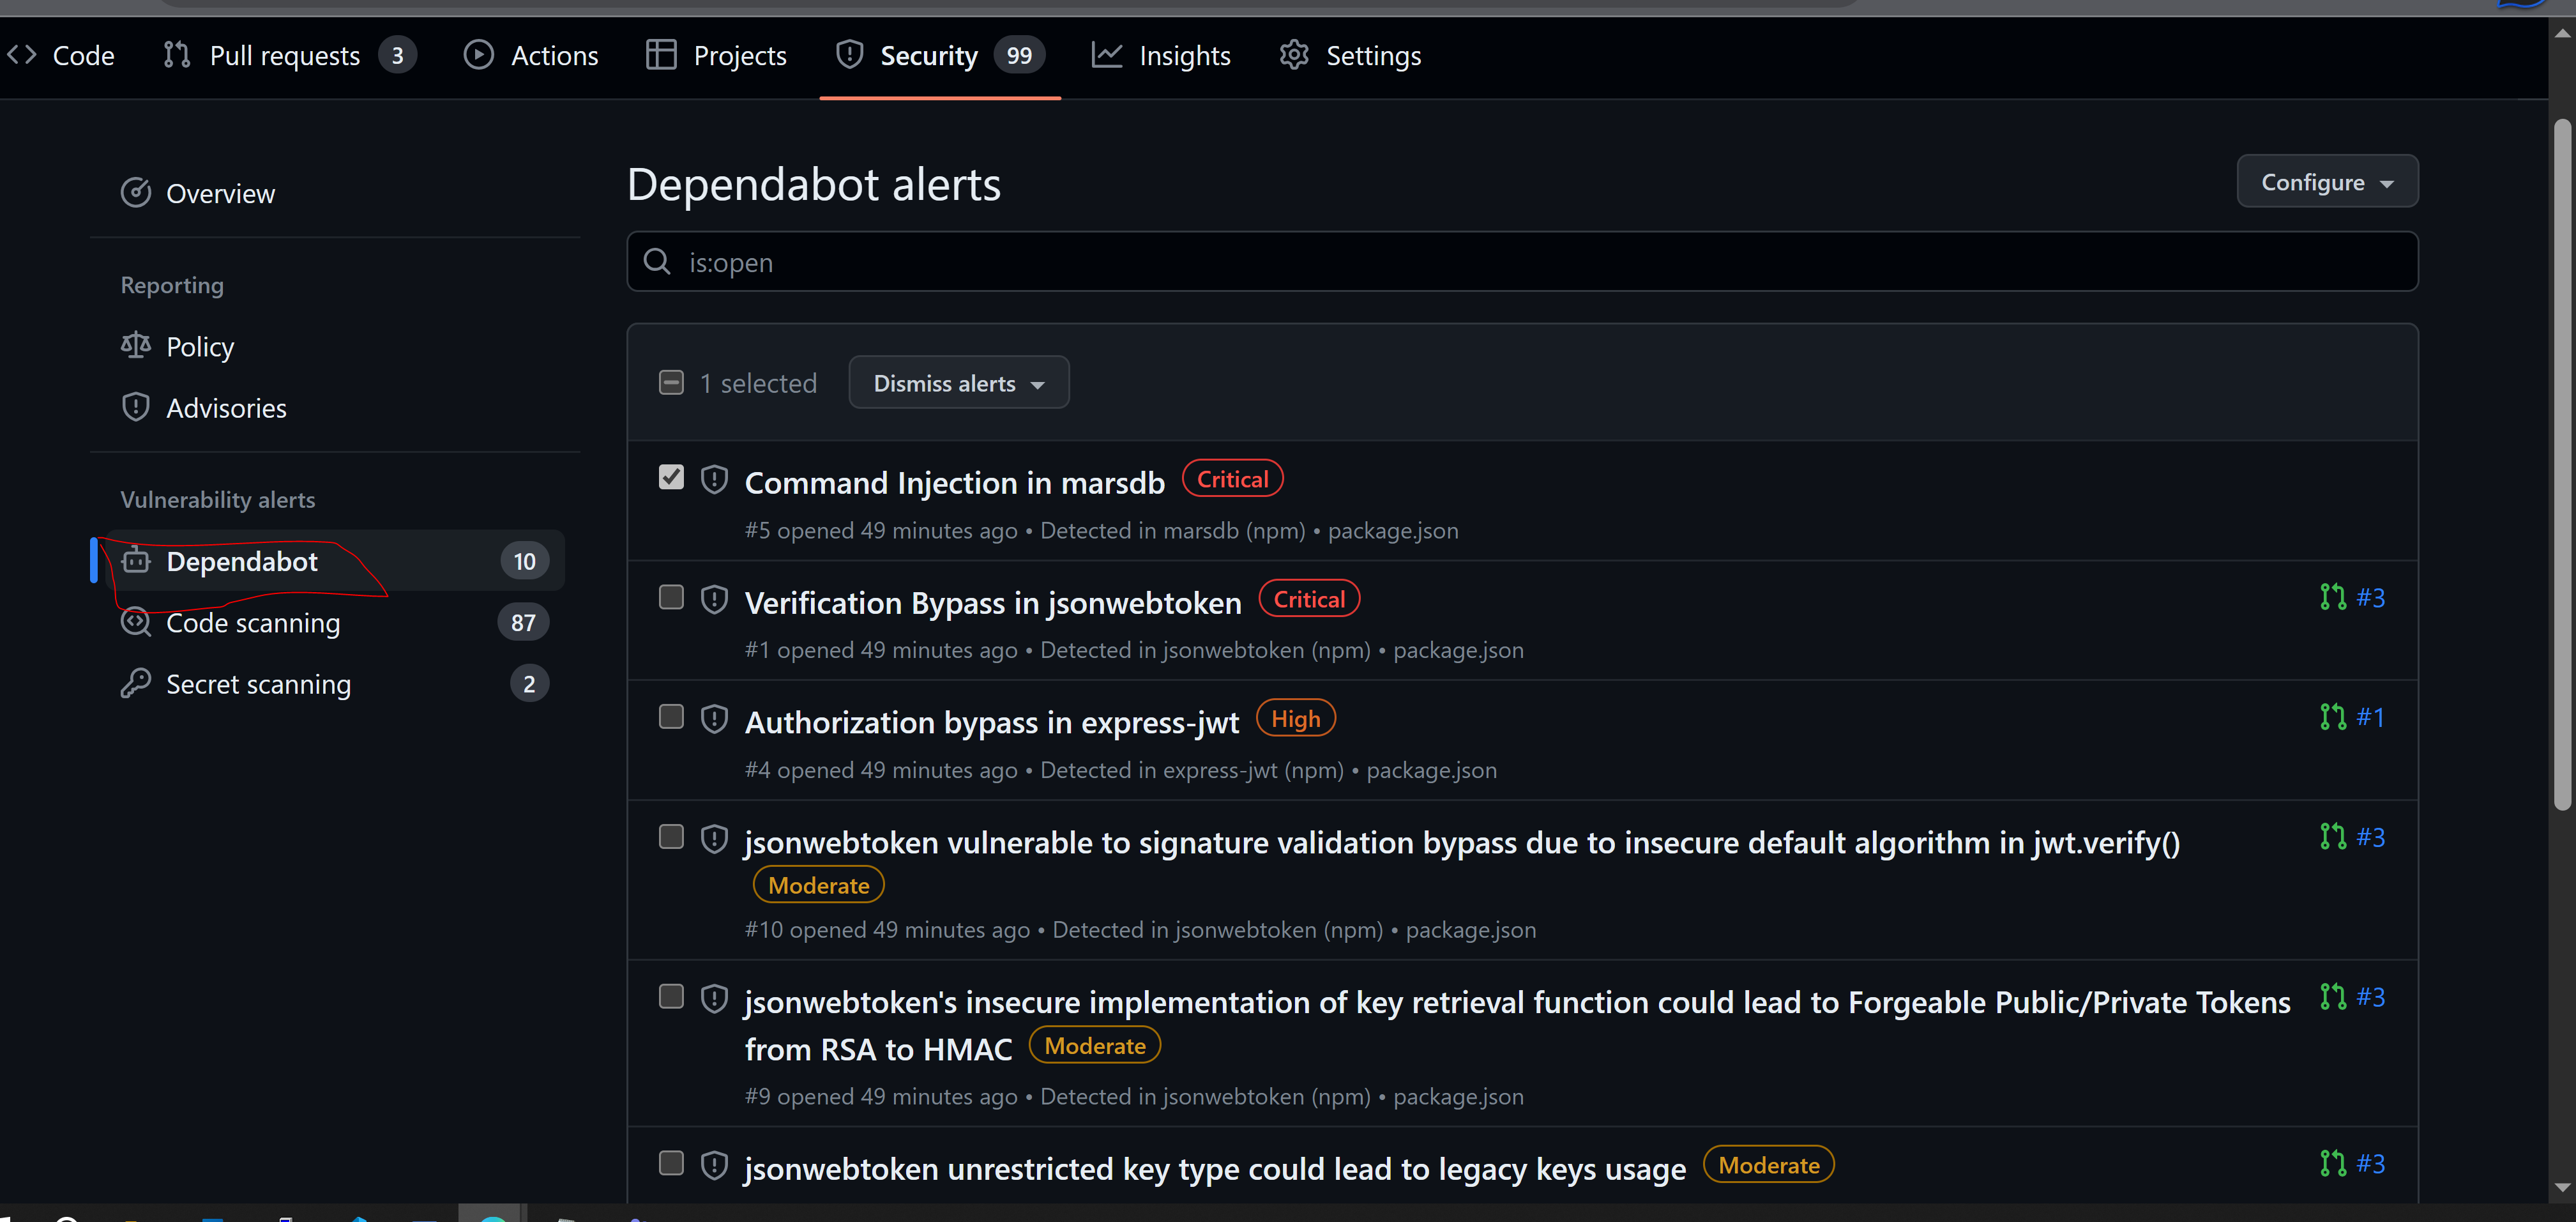 Code Pull requests 3 Actions Projects Security 99 Insights Settings
Overview
Reporting
Policy
Advisories
Vulnerability alerts
Dependabot 10
Code scanning 87
Secret scanning 2
Dependabot alerts
Configure
is:open
1 selected Dismiss alerts
Command Injection in marsdb Critical
#5 opened 49 minutes ago • Detected in marsdb (npm) • package.json
Verification Bypass in jsonwebtoken Critical #3
#1 opened 49 minutes ago • Detected in jsonwebtoken (npm) • package.json
Authorization bypass in express-jwt High #1
#4 opened 49 minutes ago • Detected in express-jwt (npm) • package.json
jsonwebtoken vulnerable to signature validation bypass due to insecure default algorithm in jwt.verify() #3
Moderate
#10 opened 49 minutes ago • Detected in jsonwebtoken (npm) • package.json
jsonwebtoken's insecure implementation of key retrieval function could lead to Forgeable Public/Private Tokens #3
from RSA to HMAC Moderate
#9 opened 49 minutes ago • Detected in jsonwebtoken (npm) • package.json
jsonwebtoken unrestricted key type could lead to legacy keys usage Moderate #3